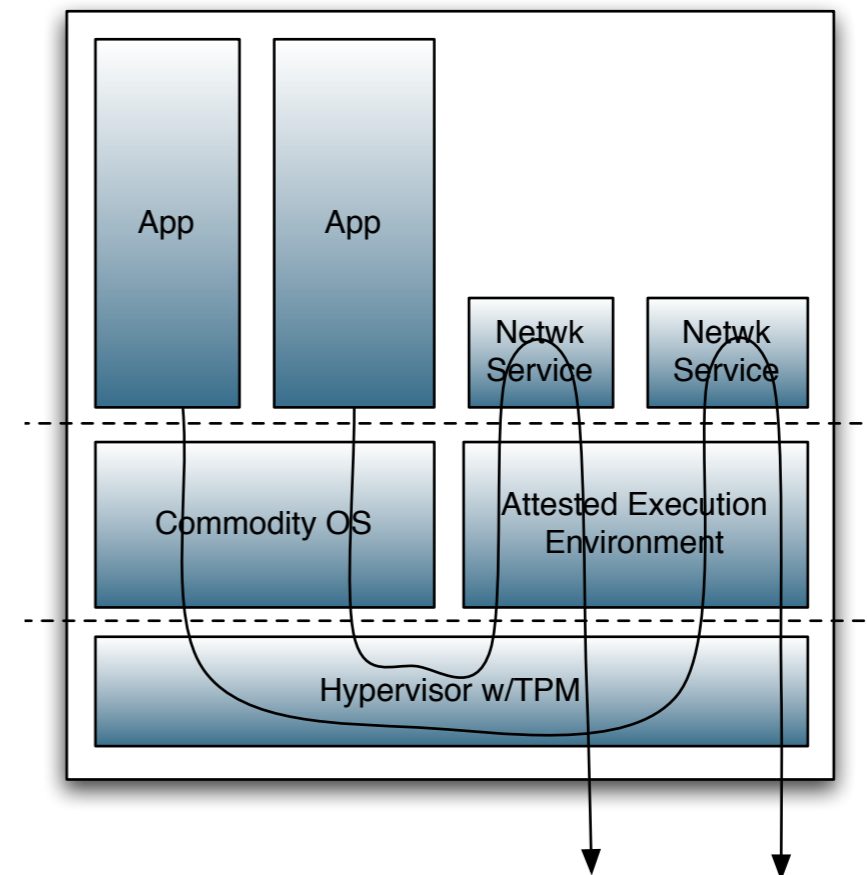 App
App
Netwk
Service
Netwk
Service
Commodity OS
Attested Execution
Environment
Hypervisor w/TPM